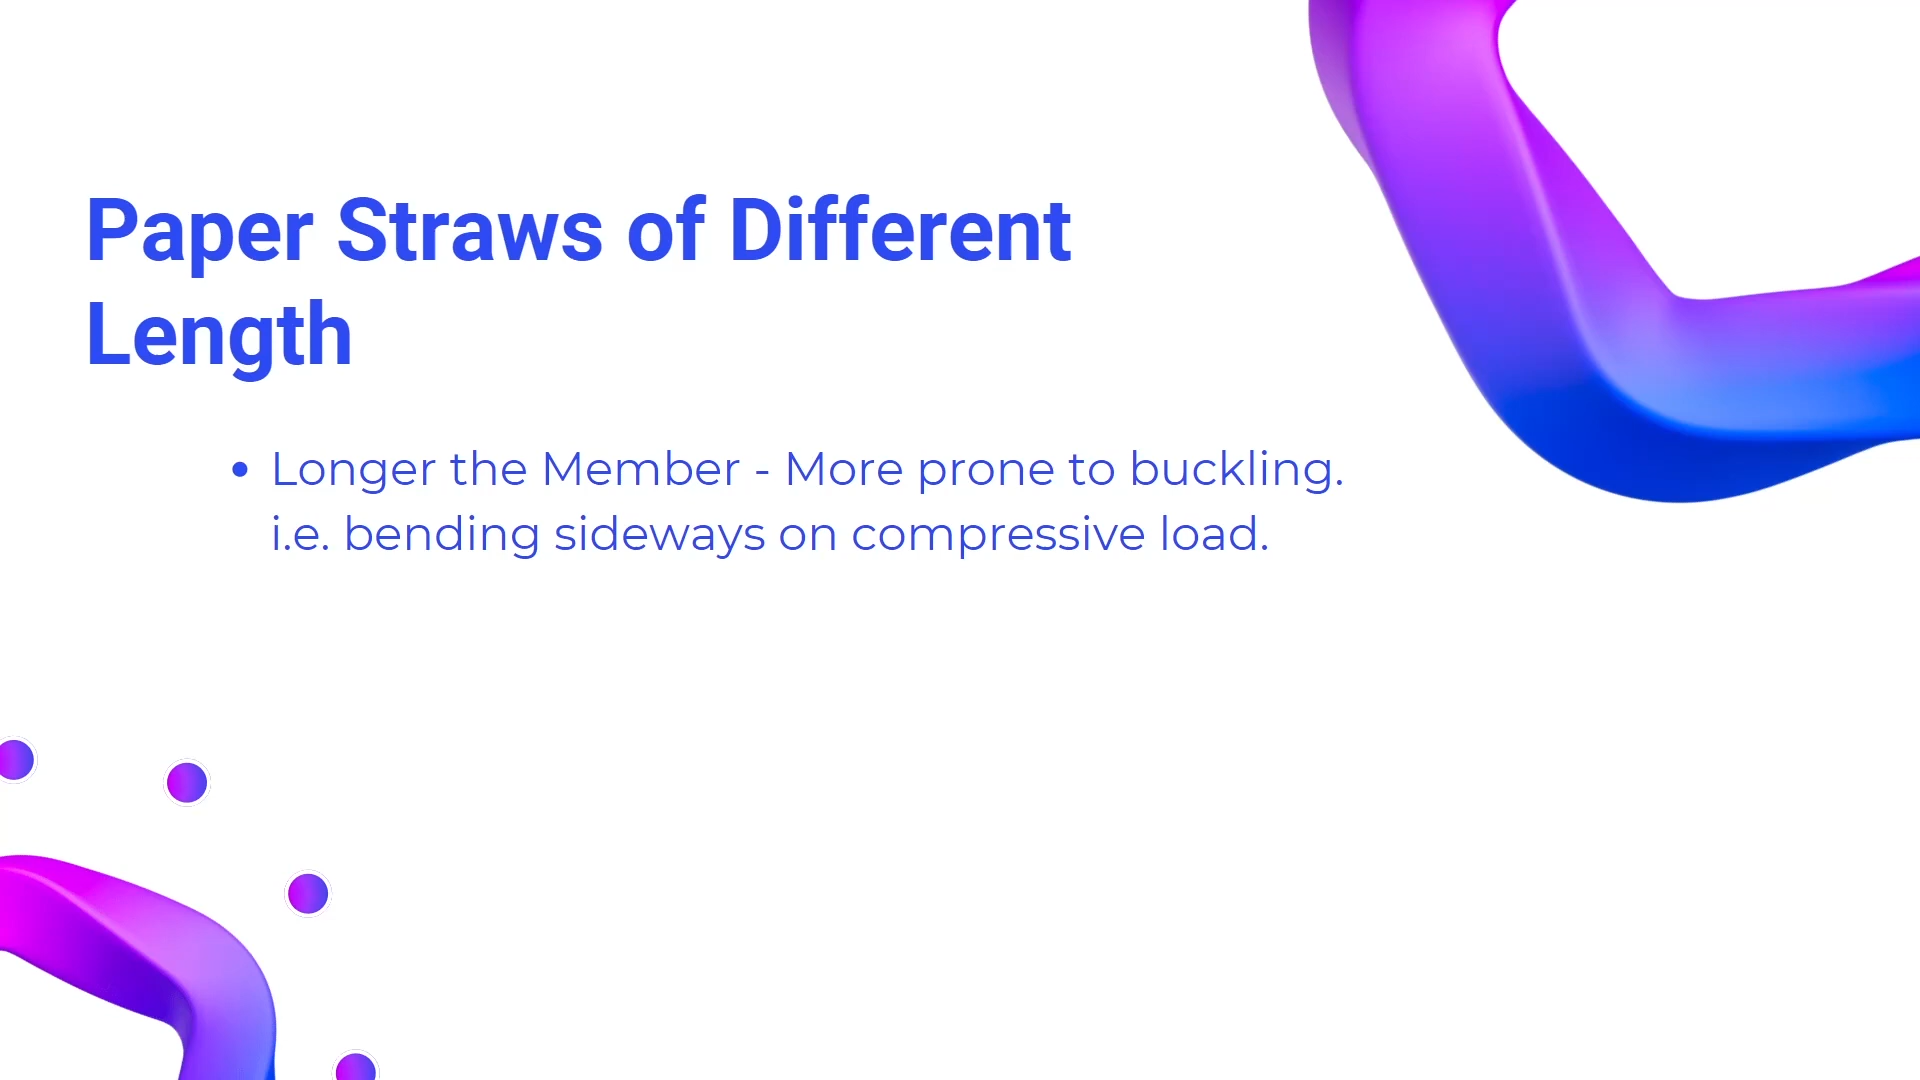 Paper Straws of Different
Length
• Longer the Member - More prone to buckling.
i.e. bending sideways on compressive load.